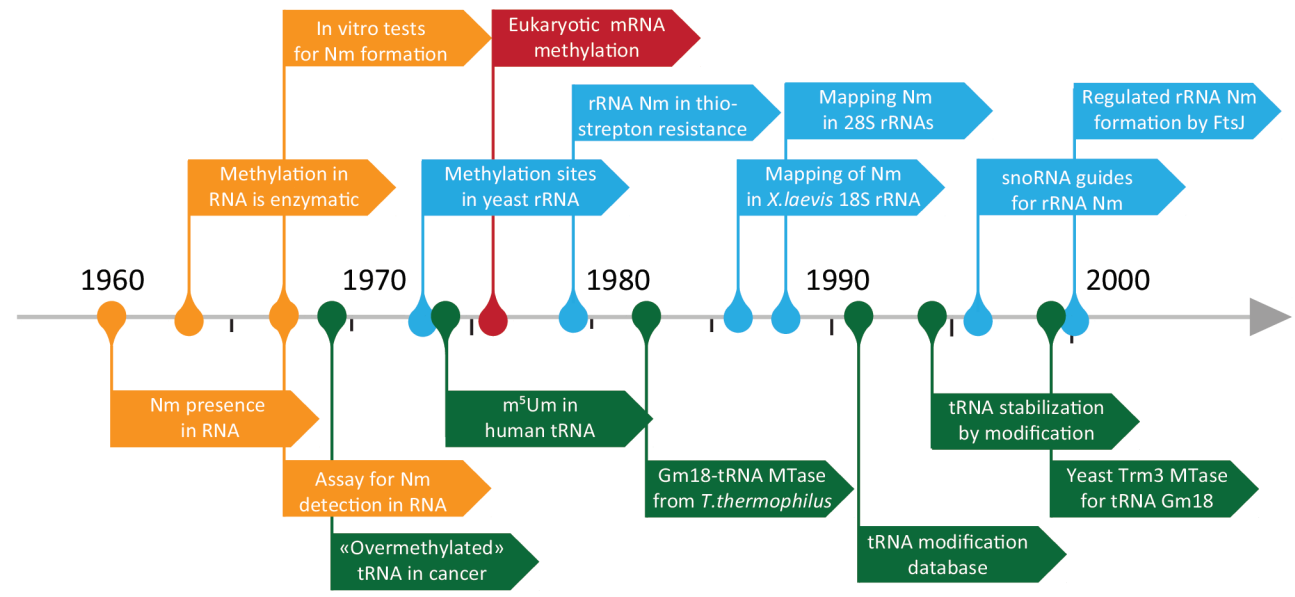 In vitro tests
for Nm formation
Eukaryotic mRNA
methylation
rRNA Nm in thio-
strepton resistance
Mapping Nm
in 28S rRNAs
Regulated rRNA Nm
formation by FtsJ
Methylation in
RNA is enzymatic
Methylation sites
in yeast rRNA
Mapping of Nm
in X.laevis 18S rRNA
snoRNA guides
for rRNA Nm
1960
1970
1980
1990
2000
Nm presence
in RNA
m⁵Um in
human tRNA
tRNA stabilization
by modification
Assay for Nm
detection in RNA
Gm18-tRNA MTase
from T.thermophilus
Yeast Trm3 MTase
for tRNA Gm18
«Overmethylated»
tRNA in cancer
tRNA modification
database